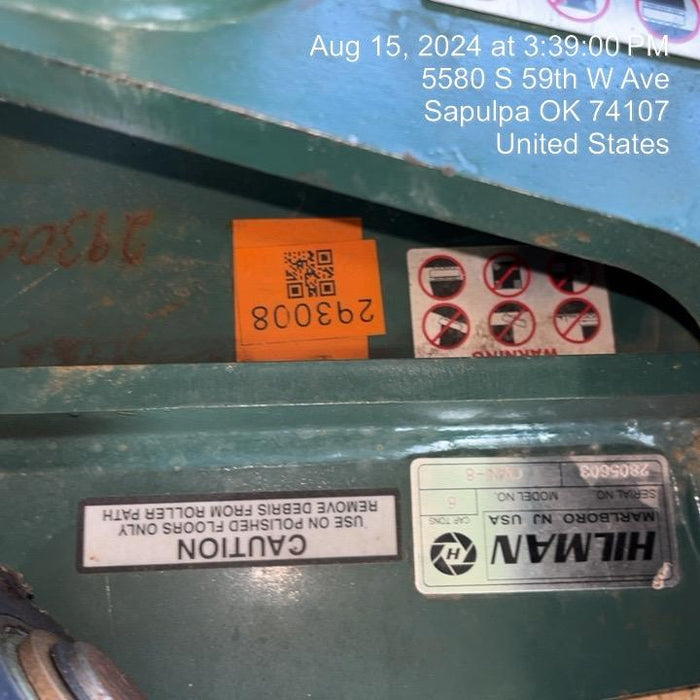 Aug 15, 2024 at 3:39:00 PM
5580 S 59th W Ave
Sapulpa OK 74107
United States
293008
WARNING
HILMAN
H
MARLBORO NJ USA
CAP TONS
SERIAL NO. MODEL NO.
8
2805603
CAUTION
USE ON POLISHED FLOORS ONLY
REMOVE DEBRIS FROM ROLLER PATH